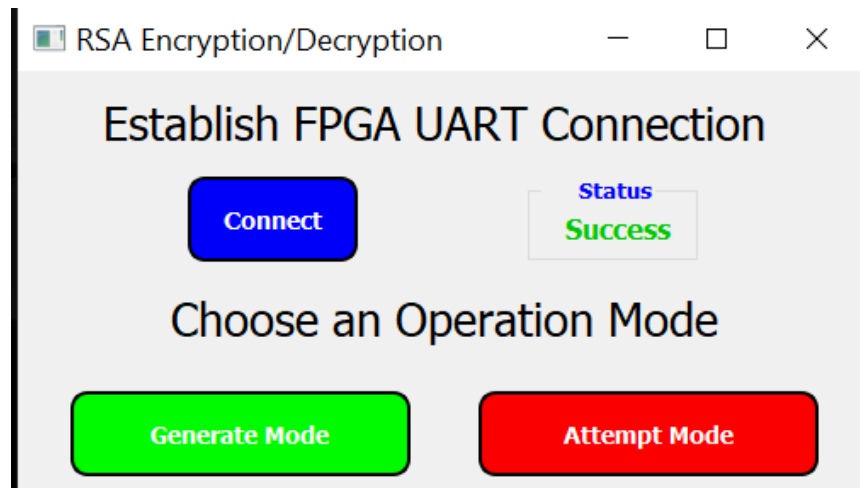 RSA Encryption/Decryption
Establish FPGA UART Connection
Connect
Status
Success
Choose an Operation Mode
Generate Mode
Attempt Mode